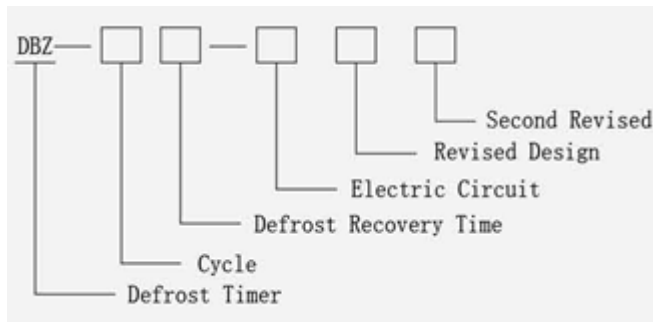 DBZ
Second Revised
Revised Design
Electric Circuit
Defrost Recovery Time
Cycle
Defrost Timer